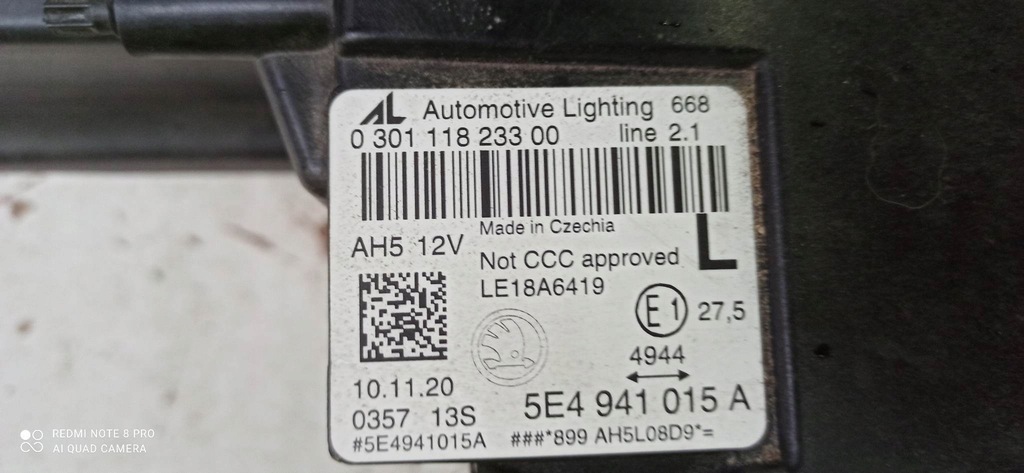 AL Automotive Lighting 668
0 301 118 233 00 line 2.1
Made in Czechia
AH5 12V
L
Not CCC approved
LE18A6419
E1 27,5
4944
10.11.20
5E4 941 015 A
0357 13S
#5E4941015A ###*899 AH5L08D9*=
REDMI NOTE 8 PRO
AI QUAD CAMERA